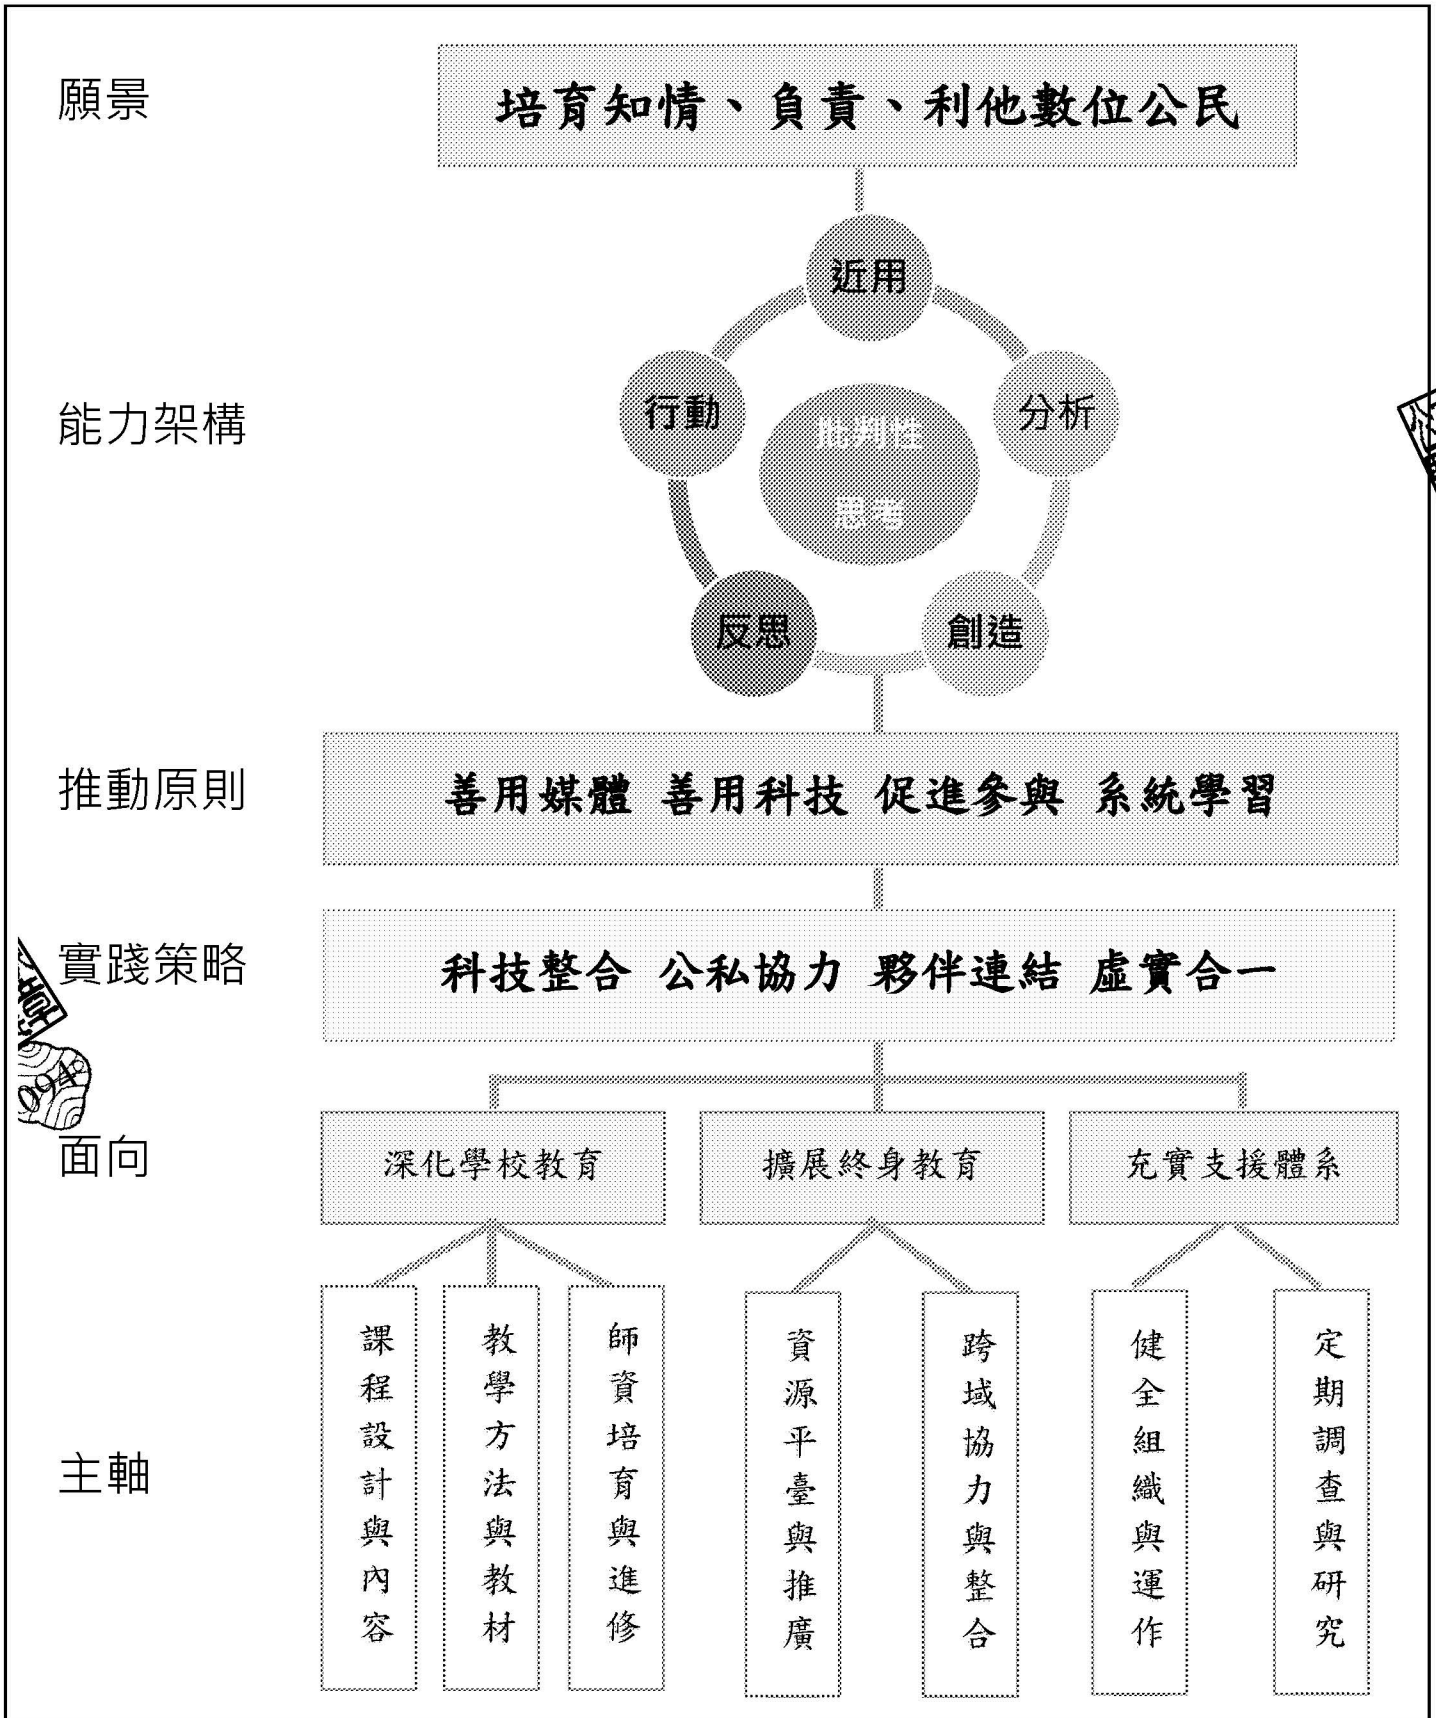 願景
培育知情、負責、利他數位公民
能力架構
近用
行動
分析
批判性
思考
反思
創造
推動原則
善用媒體 善用科技 促進參與 系統學習
實踐策略
科技整合 公私協力 夥伴連結 虛實合一
094
面向
深化學校教育
擴展終身教育
充實支援體系
主軸
課程設計與內容
教學方法與教材
師資培育與進修
資源平臺與推廣
跨域協力與整合
健全組織與運作
定期調查與研究